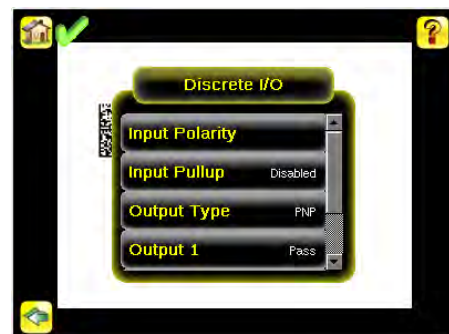 ?
Discrete I/O
Input Polarity
Input Pullup Disabled
Output Type PNP
Output 1 Pass